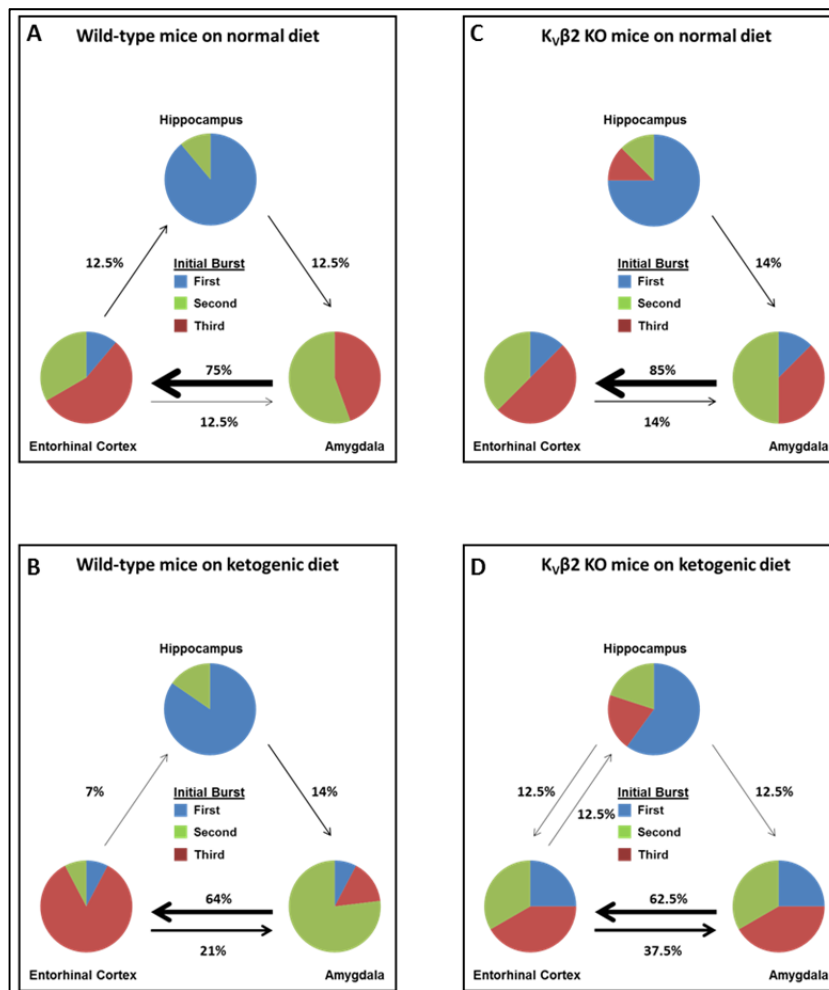 A
Wild-type mice on normal diet
Hippocampus
12.5%
12.5%
Initial Burst
First
Second
Third
75%
12.5%
Entorhinal Cortex
Amygdala
C
Kᵥβ2 KO mice on normal diet
Hippocampus
14%
Initial Burst
First
Second
Third
85%
14%
Entorhinal Cortex
Amygdala
B
Wild-type mice on ketogenic diet
Hippocampus
7%
14%
Initial Burst
First
Second
Third
64%
21%
Entorhinal Cortex
Amygdala
D
Kᵥβ2 KO mice on ketogenic diet
Hippocampus
12.5%
12.5%
12.5%
Initial Burst
First
Second
Third
62.5%
37.5%
Entorhinal Cortex
Amygdala